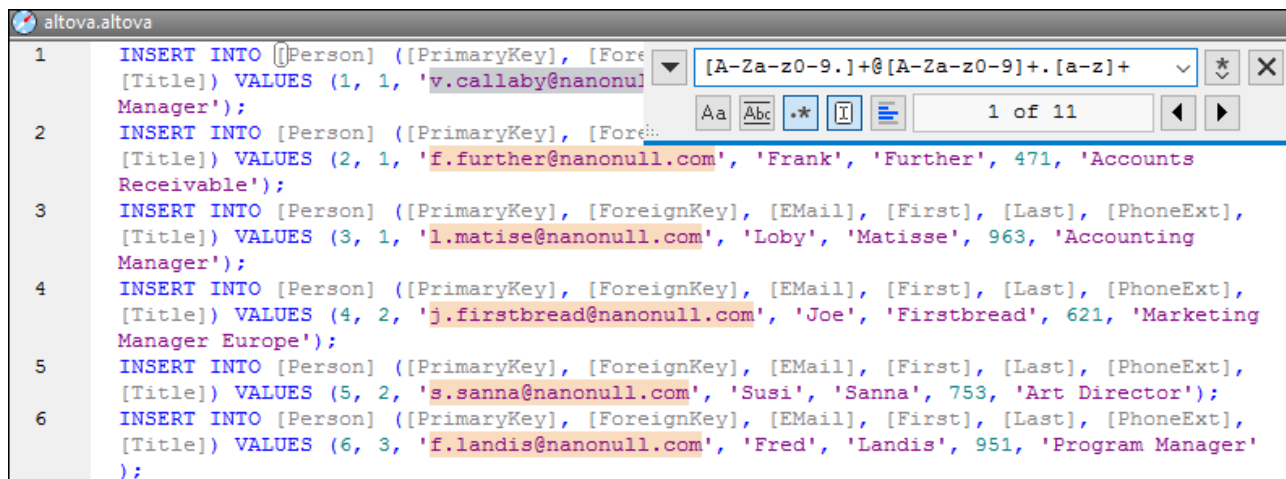 altova.altova
1 INSERT INTO [Person] ([PrimaryKey], [Fore
[A-Za-z0-9.]+@[A-Za-z0-9]+.[a-z]+
[Title]) VALUES (1, 1, 'v.callaby@nanonul
Manager');
Aa Abc .* 1 of 11
2 INSERT INTO [Person] ([PrimaryKey], [Fore
[Title]) VALUES (2, 1, 'f.further@nanonull.com', 'Frank', 'Further', 471, 'Accounts
Receivable');
3 INSERT INTO [Person] ([PrimaryKey], [ForeignKey], [EMail], [First], [Last], [PhoneExt],
[Title]) VALUES (3, 1, 'l.matise@nanonull.com', 'Loby', 'Matisse', 963, 'Accounting
Manager');
4 INSERT INTO [Person] ([PrimaryKey], [ForeignKey], [EMail], [First], [Last], [PhoneExt],
[Title]) VALUES (4, 2, 'j.firstbread@nanonull.com', 'Joe', 'Firstbread', 621, 'Marketing
Manager Europe');
5 INSERT INTO [Person] ([PrimaryKey], [ForeignKey], [EMail], [First], [Last], [PhoneExt],
[Title]) VALUES (5, 2, 's.sanna@nanonull.com', 'Susi', 'Sanna', 753, 'Art Director');
6 INSERT INTO [Person] ([PrimaryKey], [ForeignKey], [EMail], [First], [Last], [PhoneExt],
[Title]) VALUES (6, 3, 'f.landis@nanonull.com', 'Fred', 'Landis', 951, 'Program Manager'
);